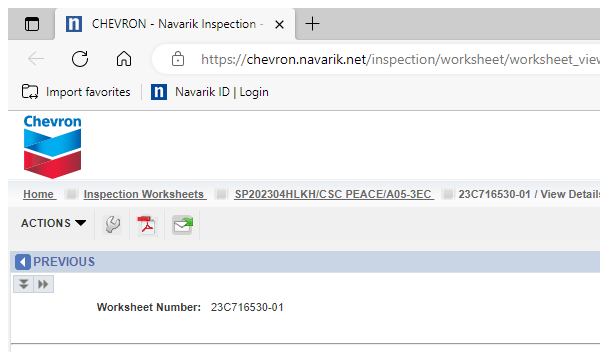 CHEVRON - Navarik Inspection -
https://chevron.navarik.net/inspection/worksheet/worksheet_view
Import favorites | Navarik ID | Login
Chevron
Home Inspection Worksheets SP202304HLKH/CSC PEACE/A05-3EC 23C716530-01 / View Details
ACTIONS
PREVIOUS
Worksheet Number: 23C716530-01